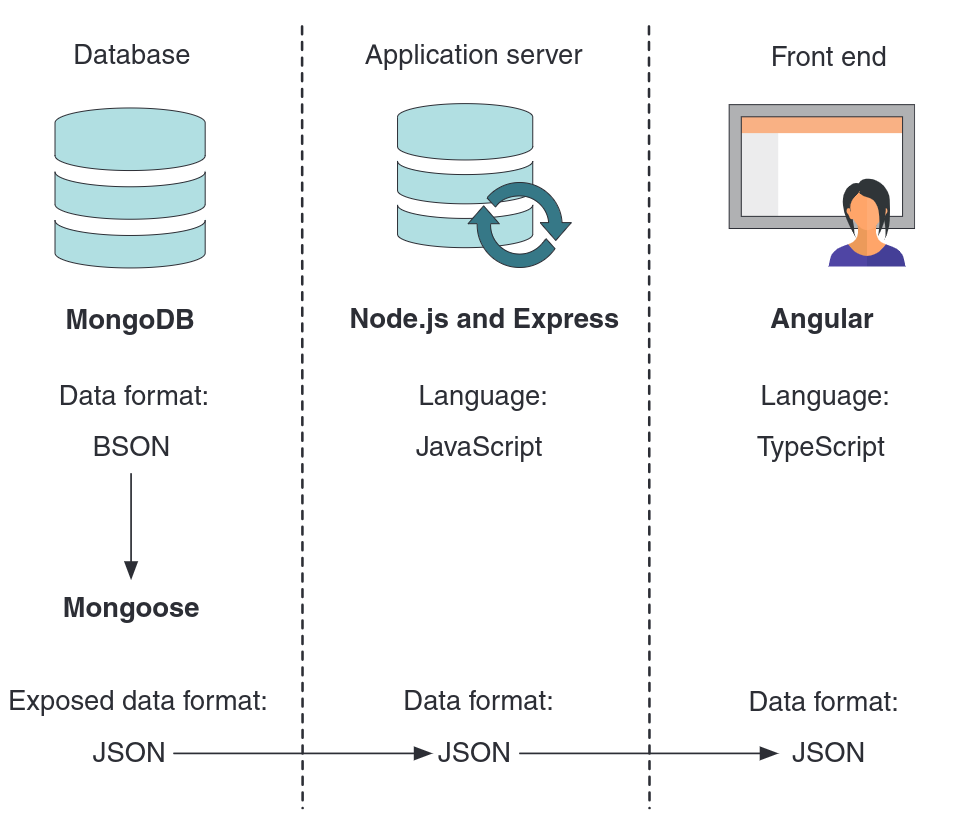 Database
Application server
Front end
MongoDB
Node.js and Express
Angular
Data format:
Language:
Language:
BSON
JavaScript
TypeScript
Mongoose
Exposed data format:
Data format:
Data format:
JSON
JSON
JSON